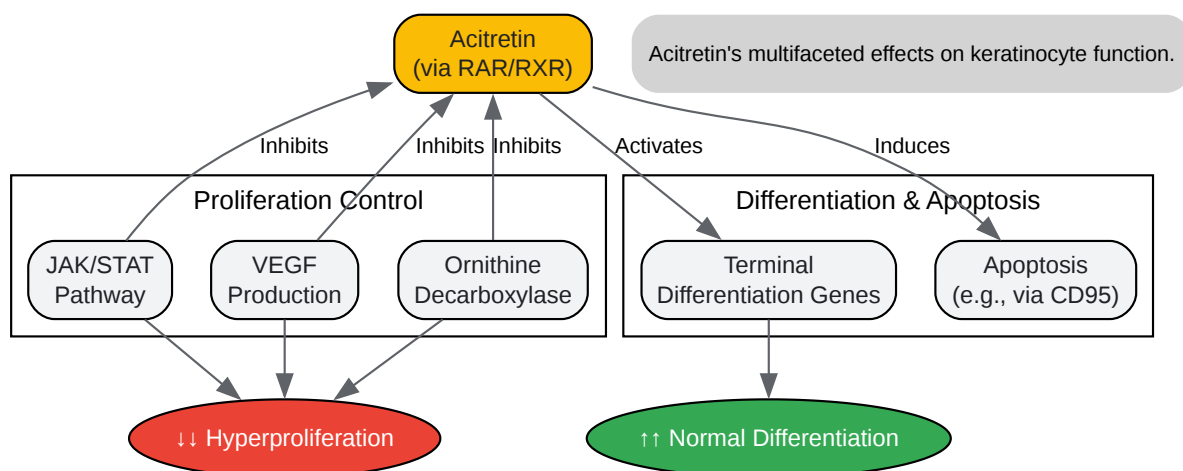 Acitretin
(via RAR/RXR)
Acitretin's multifaceted effects on keratinocyte function.
Inhibits
Inhibits
Inhibits
Activates
Induces
Proliferation Control
Differentiation & Apoptosis
JAK/STAT
Pathway
VEGF
Production
Ornithine
Decarboxylase
Terminal
Differentiation Genes
Apoptosis
(e.g., via CD95)
↓↓ Hyperproliferation
↑↑ Normal Differentiation